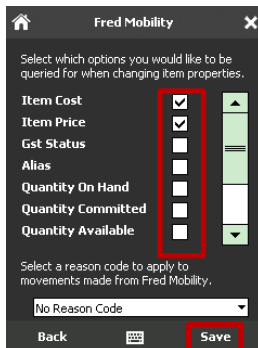 Fred Mobility
Select which options you would like to be
queried for when changing item properties.
Item Cost
Item Price
Gst Status
Alias
Quantity On Hand
Quantity Committed
Quantity Available
Select a reason code to apply to
movements made from Fred Mobility.
No Reason Code
Back Save